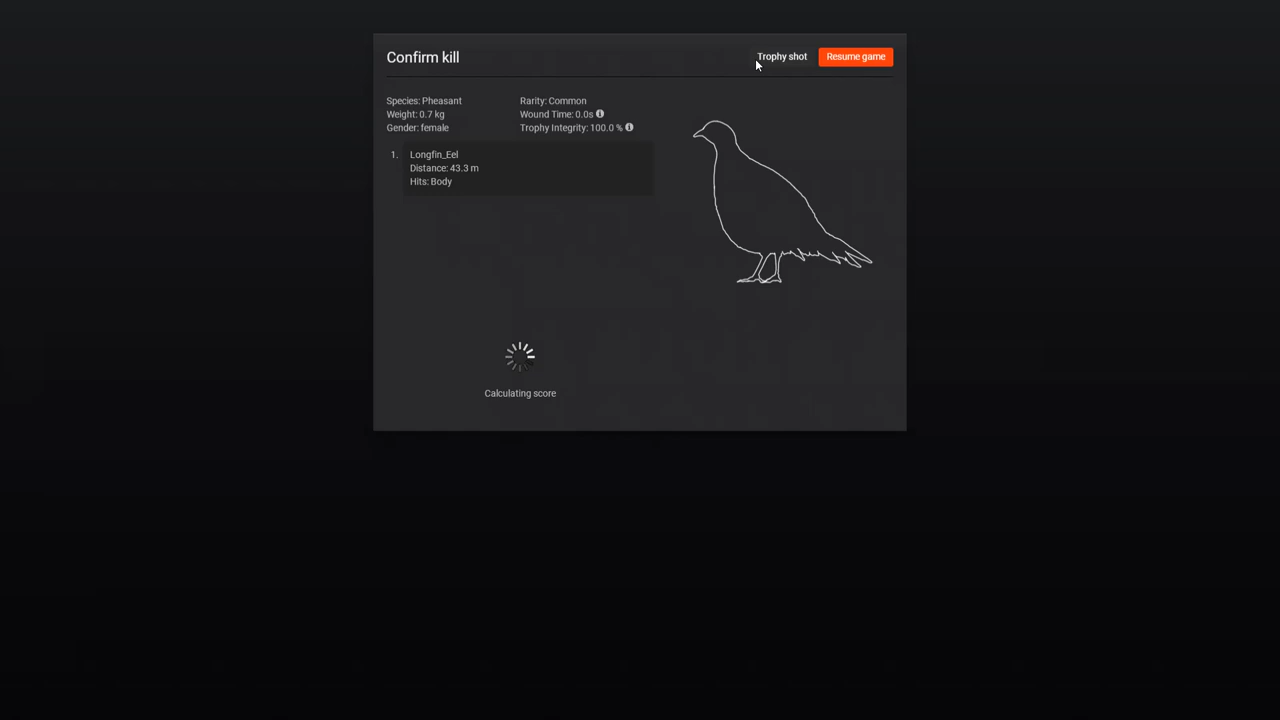 Confirm kill
Trophy shot
Resume game
Species: Pheasant
Rarity: Common
Weight: 0.7 kg
Wound Time: 0.0s
Gender: female
Trophy Integrity: 100.0 %
1.
Longfin_Eel
Distance: 43.3 m
Hits: Body
Calculating score